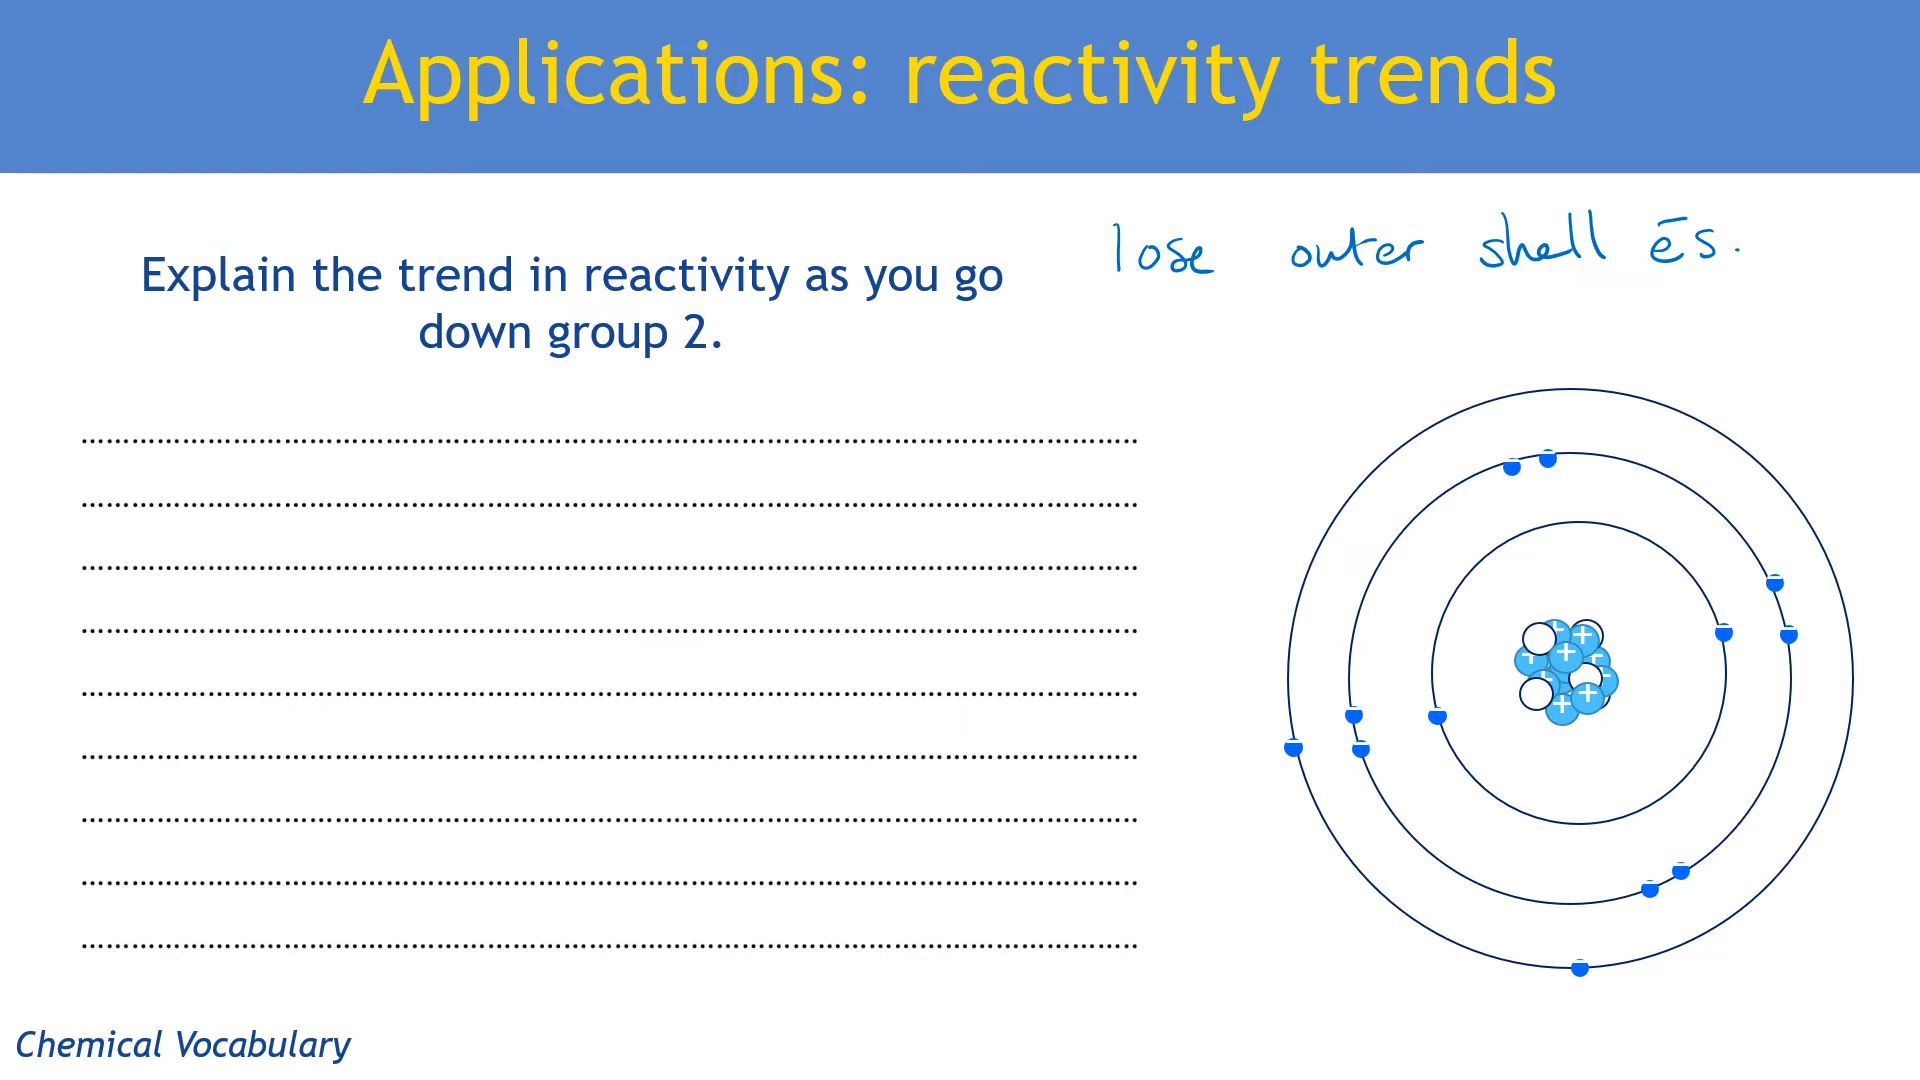 Applications: reactivity trends
lose outer shell ēs.
Explain the trend in reactivity as you go
down group 2.
Chemical Vocabulary